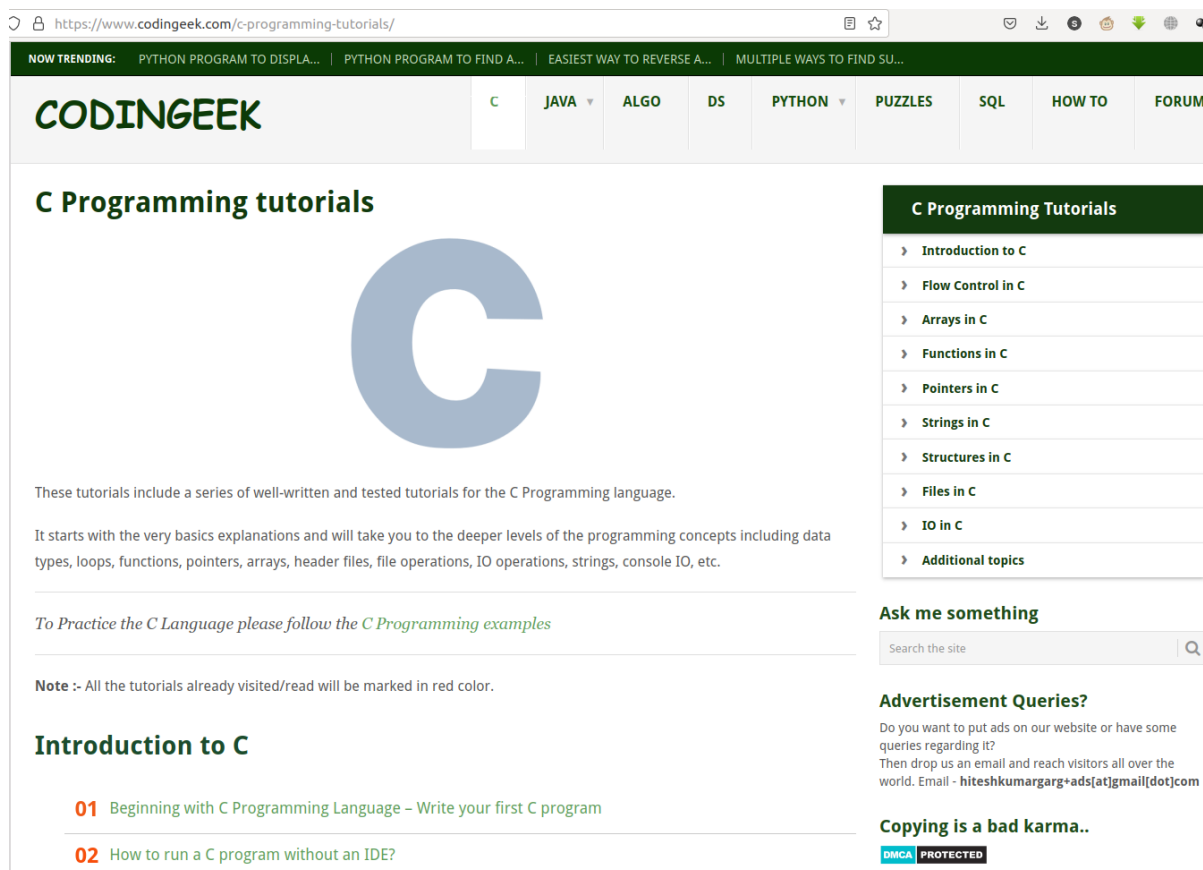 https://www.codingeek.com/c-programming-tutorials/
NOW TRENDING: PYTHON PROGRAM TO DISPLA... | PYTHON PROGRAM TO FIND A... | EASIEST WAY TO REVERSE A... | MULTIPLE WAYS TO FIND SU...
CODINGEEK
C JAVA ALGO DS PYTHON PUZZLES SQL HOW TO FORUM
C Programming tutorials
C
These tutorials include a series of well-written and tested tutorials for the C Programming language.
It starts with the very basics explanations and will take you to the deeper levels of the programming concepts including data
types, loops, functions, pointers, arrays, header files, file operations, IO operations, strings, console IO, etc.
To Practice the C Language please follow the C Programming examples
Note :- All the tutorials already visited/read will be marked in red color.
Introduction to C
01 Beginning with C Programming Language – Write your first C program
02 How to run a C program without an IDE?
C Programming Tutorials
Introduction to C
Flow Control in C
Arrays in C
Functions in C
Pointers in C
Strings in C
Structures in C
Files in C
IO in C
Additional topics
Ask me something
Search the site
Advertisement Queries?
Do you want to put ads on our website or have some
queries regarding it?
Then drop us an email and reach visitors all over the
world. Email - hiteshkumargarg+ads[at]gmail[dot]com
Copying is a bad karma..
DMCA PROTECTED